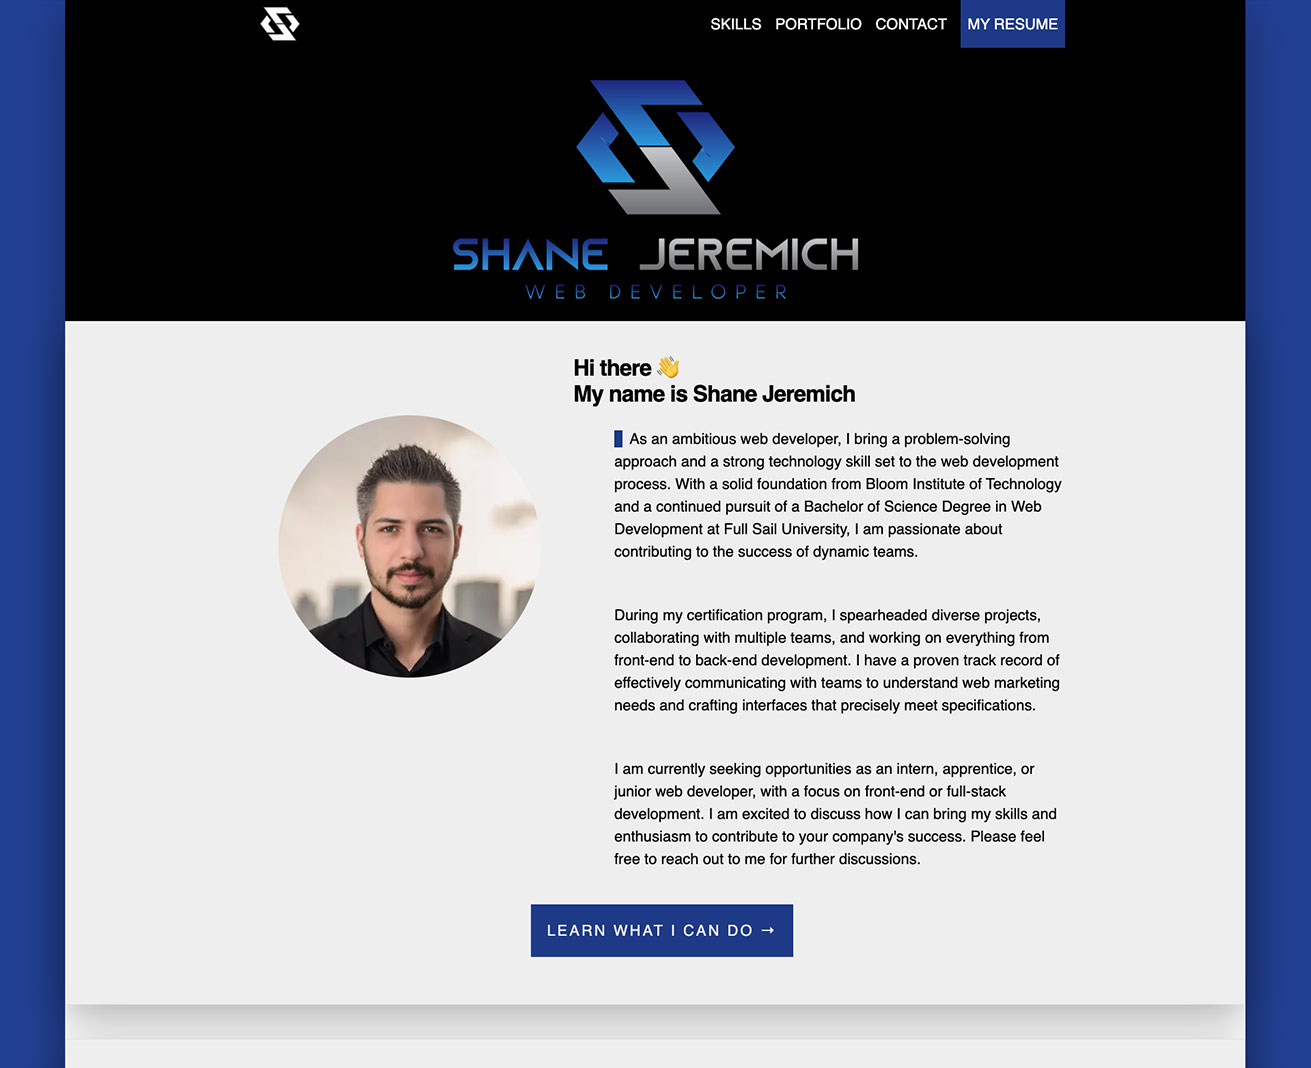 SKILLS PORTFOLIO CONTACT MY RESUME
SHANE JEREMICH
WEB DEVELOPER
Hi there 👋
My name is Shane Jeremich
As an ambitious web developer, I bring a problem-solving
approach and a strong technology skill set to the web development
process. With a solid foundation from Bloom Institute of Technology
and a continued pursuit of a Bachelor of Science Degree in Web
Development at Full Sail University, I am passionate about
contributing to the success of dynamic teams.
During my certification program, I spearheaded diverse projects,
collaborating with multiple teams, and working on everything from
front-end to back-end development. I have a proven track record of
effectively communicating with teams to understand web marketing
needs and crafting interfaces that precisely meet specifications.
I am currently seeking opportunities as an intern, apprentice, or
junior web developer, with a focus on front-end or full-stack
development. I am excited to discuss how I can bring my skills and
enthusiasm to contribute to your company's success. Please feel
free to reach out to me for further discussions.
LEARN WHAT I CAN DO →